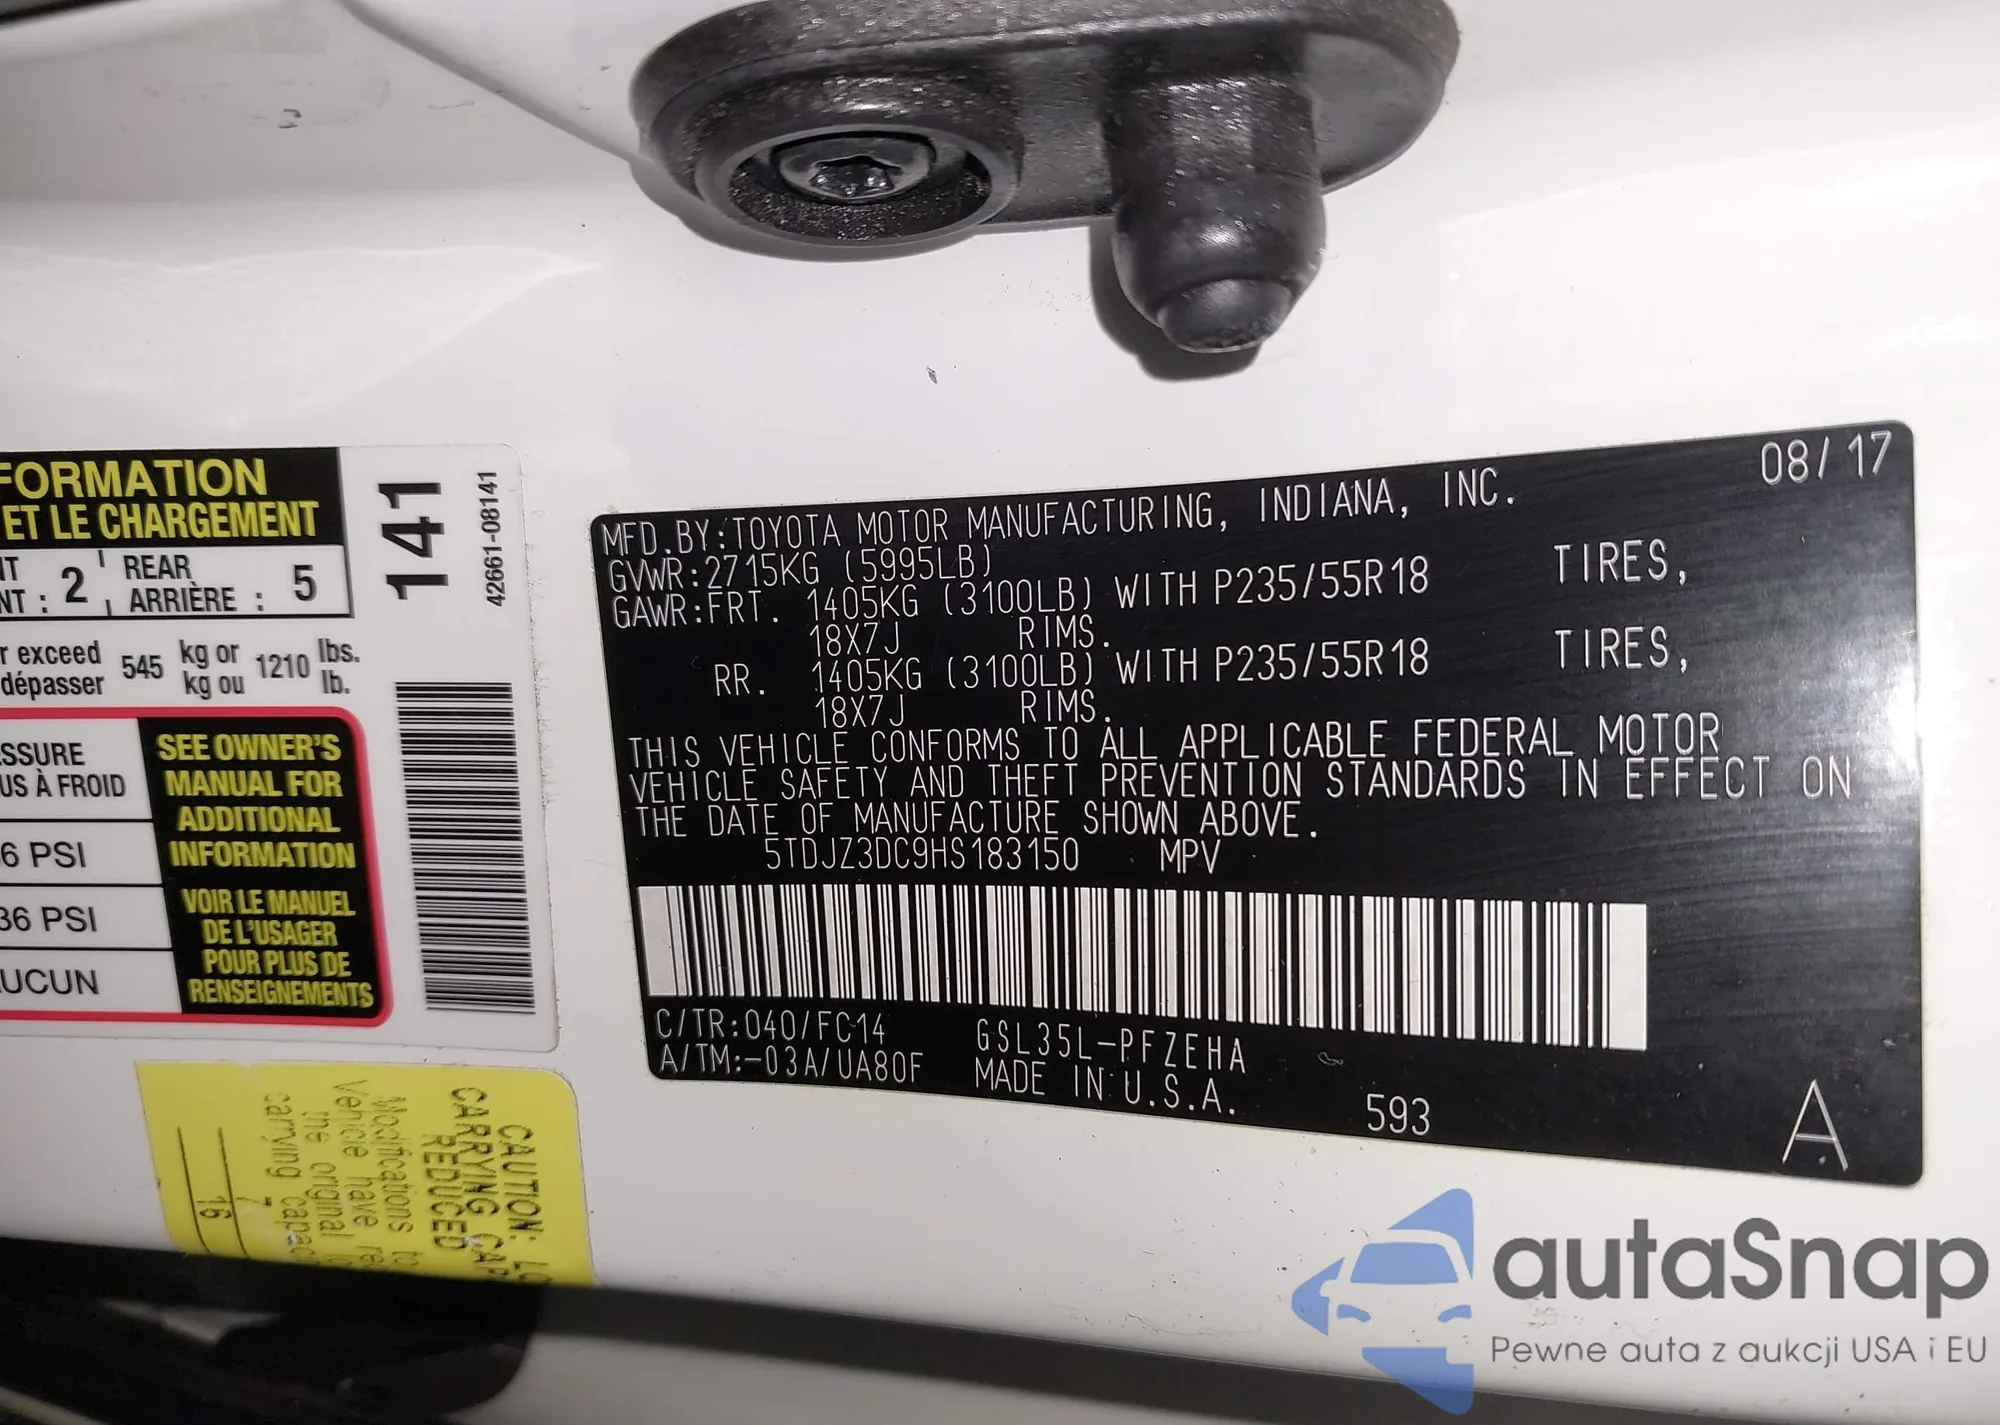 FORMATION
ET LE CHARGEMENT
2
REAR
ARRIÈRE : 5
exceed 545 kg or 1210 lbs.
dépasser kg ou lb.
À FROID
SEE OWNER'S
MANUAL FOR
ADDITIONAL
INFORMATION
6 PSI
36 PSI
VOIR LE MANUEL
DE L'USAGER
POUR PLUS DE
RENSEIGNEMENTS
141
42661-08141
08/17
MFD.BY:TOYOTA MOTOR MANUFACTURING, INDIANA, INC.
GVWR:2715KG (5995LB)
GAWR:FRT. 1405KG (3100LB) WITH P235/55R18 TIRES,
18X7J RIMS.
RR. 1405KG (3100LB) WITH P235/55R18 TIRES,
18X7J RIMS.
THIS VEHICLE CONFORMS TO ALL APPLICABLE FEDERAL MOTOR
VEHICLE SAFETY AND THEFT PREVENTION STANDARDS IN EFFECT ON
THE DATE OF MANUFACTURE SHOWN ABOVE.
5TDJZ3DC9HS183150 MPV
C/TR:040/FC14 GSL35L-PFZEHA
A/TM:-03A/UA80F MADE IN U.S.A.
593
A
CAUTION:
CARRYING
REDUCED
Modifications to
vehicle have
the original
carrying
16
autaSnap
Pewne auta z aukcji USA i EU